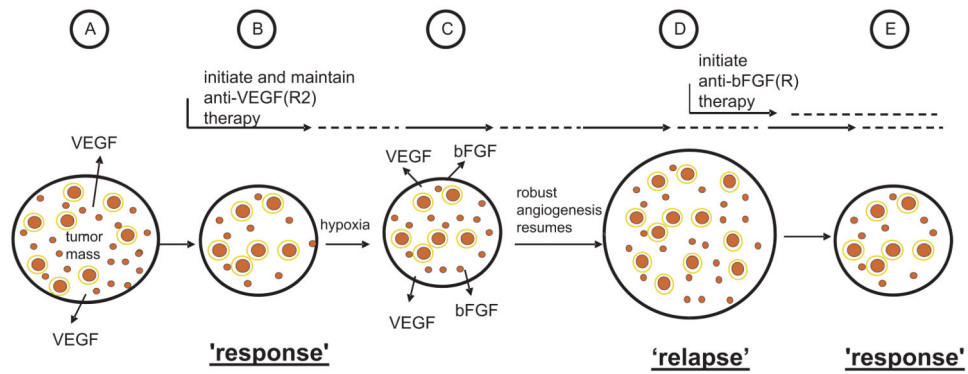 A
B
C
D
E
initiate and maintain
anti-VEGF(R2)
therapy
initiate
anti-bFGF(R)
therapy
VEGF
tumor
mass
VEGF
hypoxia
VEGF
bFGF
VEGF
bFGF
robust
angiogenesis
resumes
'response'
‘relapse’
'response'